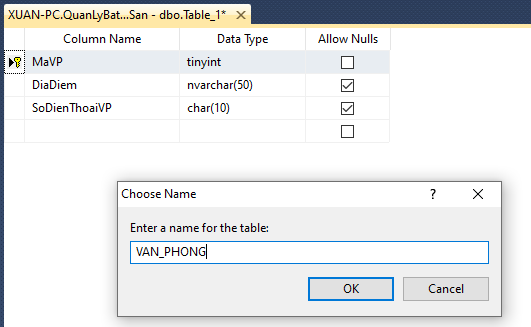 XUAN-PC.QuanLyBat...San - dbo.Table_1*
Column Name Data Type Allow Nulls
MaVP tinyint
DiaDiem nvarchar(50)
SoDienThoaiVP char(10)
Choose Name
Enter a name for the table:
VAN_PHONG
OK Cancel